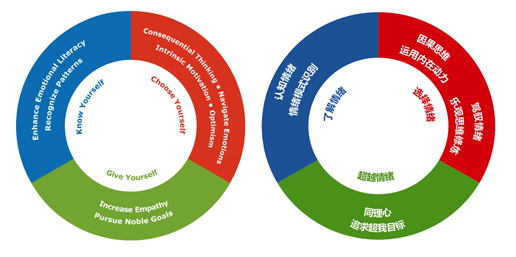 Enhance Emotional Literacy
Recognize Patterns
Know Yourself
Consequential Thinking • Navigate Emotions
Intrinsic Motivation • Optimism
Choose Yourself
Give Yourself
Increase Empathy
Pursue Noble Goals
认知情绪
情绪模式识别
了解情绪
因果思维
运用内在动力
驾驭情绪
乐观思维修炼
选择情绪
超越情绪
同理心
追求超我目标